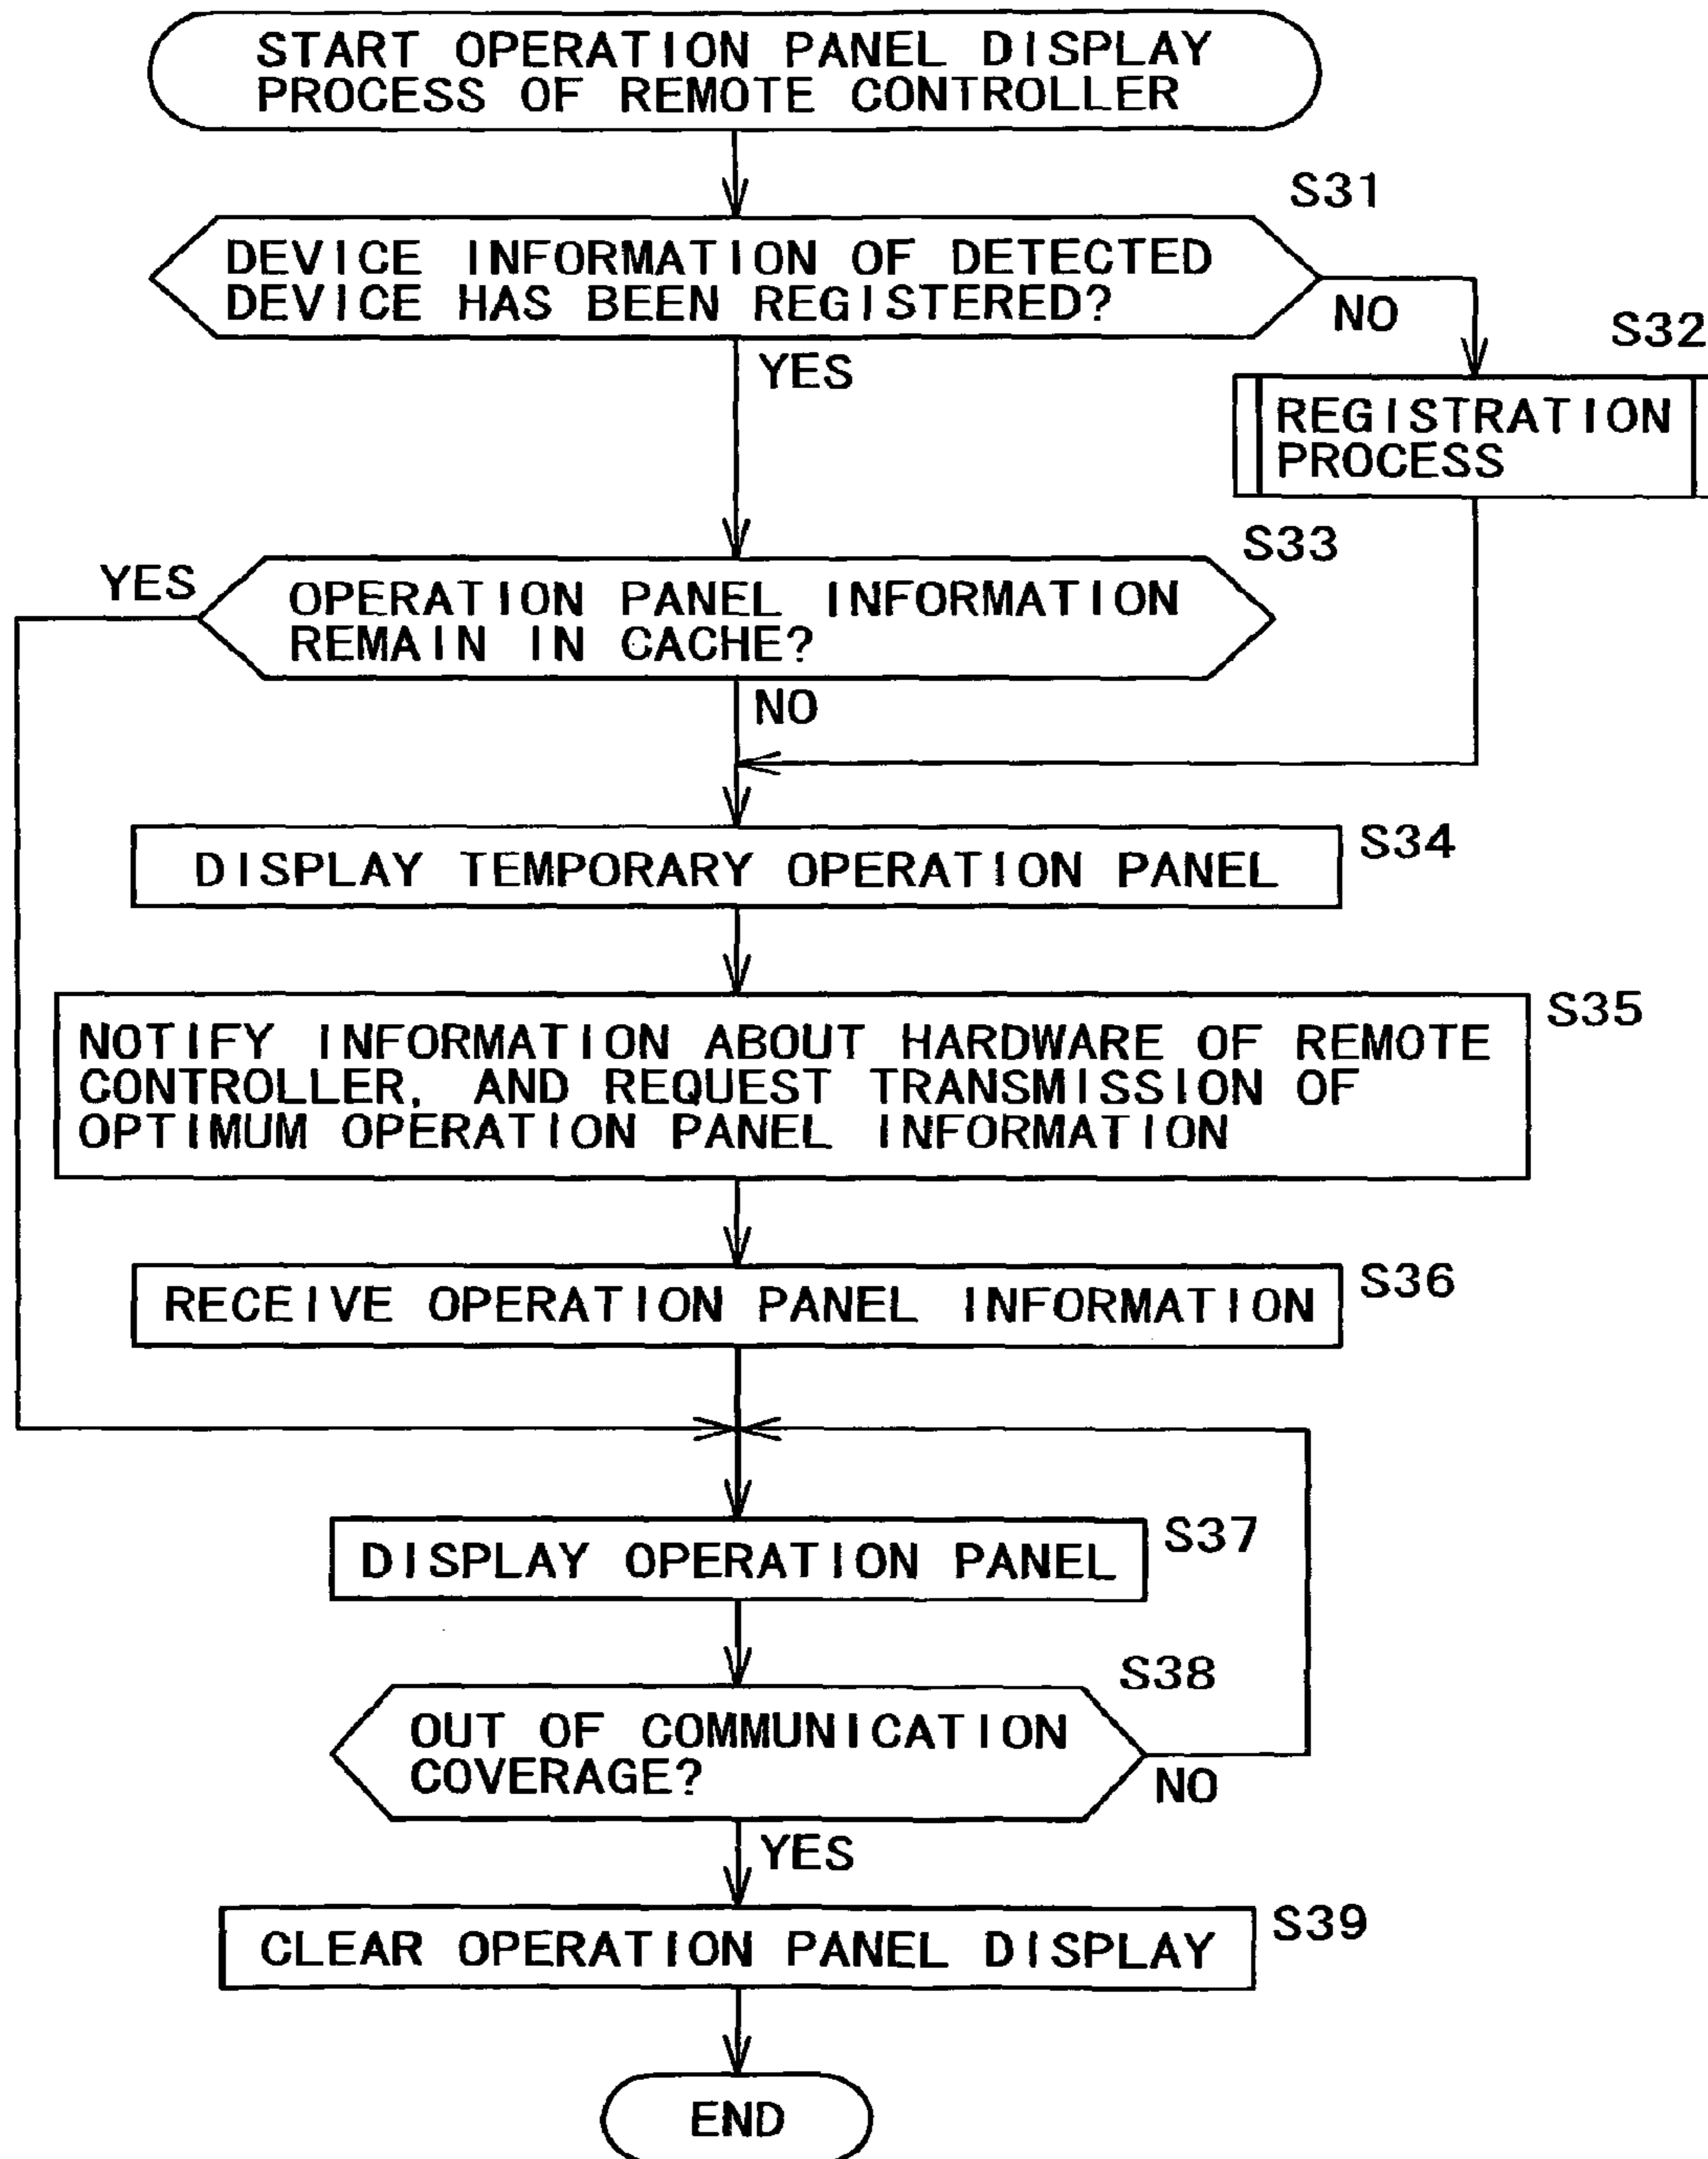 START OPERATION PANEL DISPLAY
PROCESS OF REMOTE CONTROLLER
S31
DEVICE INFORMATION OF DETECTED
DEVICE HAS BEEN REGISTERED?
NO
S32
YES
REGISTRATION
PROCESS
S33
YES
OPERATION PANEL INFORMATION
REMAIN IN CACHE?
NO
S34
DISPLAY TEMPORARY OPERATION PANEL
S35
NOTIFY INFORMATION ABOUT HARDWARE OF REMOTE
CONTROLLER, AND REQUEST TRANSMISSION OF
OPTIMUM OPERATION PANEL INFORMATION
S36
RECEIVE OPERATION PANEL INFORMATION
S37
DISPLAY OPERATION PANEL
S38
OUT OF COMMUNICATION
COVERAGE?
NO
YES
S39
CLEAR OPERATION PANEL DISPLAY
END